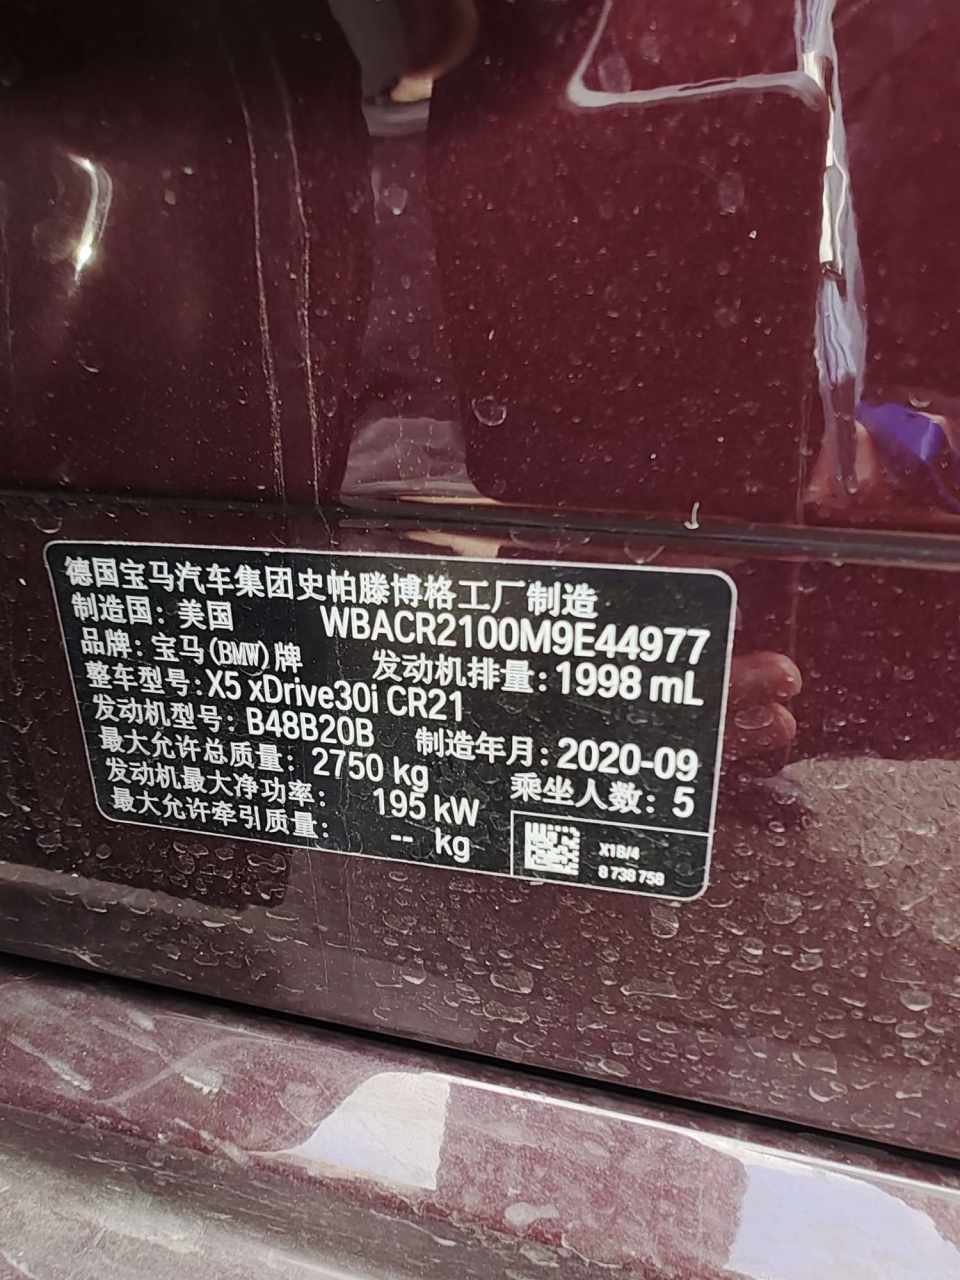 德国宝马汽车集团史帕滕博格工厂制造
制造国: 美国 WBACR2100M9E44977
品牌: 宝马(BMW)牌 发动机排量: 1998 mL
整车型号: X5 xDrive30i CR21
发动机型号: B48B20B 制造年月: 2020-09
最大允许总质量: 2750 kg 乘坐人数: 5
发动机最大净功率: 195 kW
最大允许牵引质量: -- kg
X1B/4
8 738 758